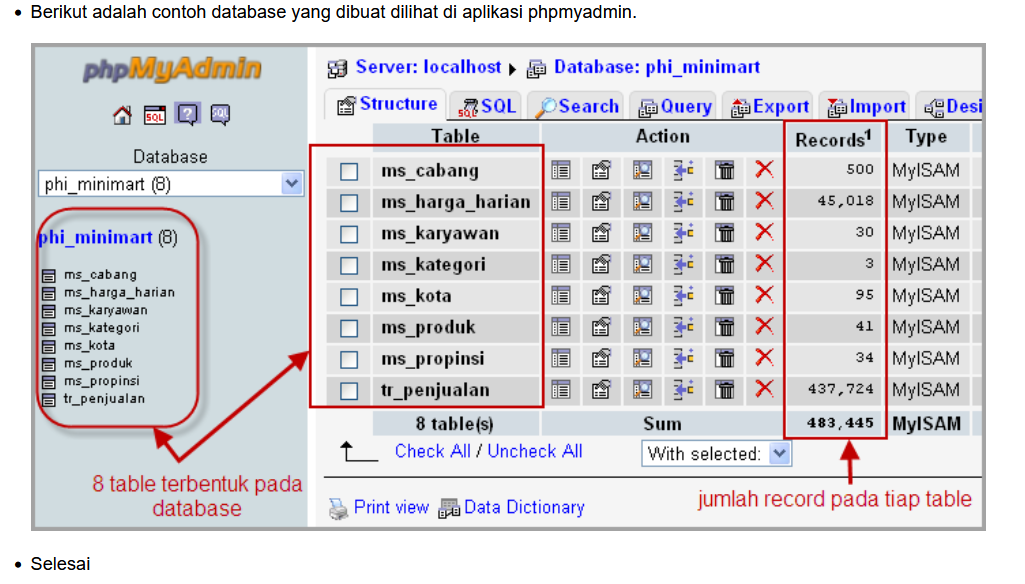 • Berikut adalah contoh database yang dibuat dilihat di aplikasi phpmyadmin.
phpMyAdmin
SQL
?
SQL
Database
phi_minimart (8)
phi_minimart (8)
ms_cabang
ms_harga_harian
ms_karyawan
ms_kategori
ms_kota
ms_produk
ms_propinsi
tr_penjualan
8 table terbentuk pada
database
Server: localhost Database: phi_minimart
Structure SQL Search Query Export Import Desi
Table Action Records1 Type
ms_cabang 500 MyISAM
ms_harga_harian 45,018 MyISAM
ms_karyawan 30 MyISAM
ms_kategori 3 MyISAM
ms_kota 95 MyISAM
ms_produk 41 MyISAM
ms_propinsi 34 MyISAM
tr_penjualan 437,724 MyISAM
8 table(s) Sum 483,445 MyISAM
Check All / Uncheck All With selected:
jumlah record pada tiap table
Print view Data Dictionary
• Selesai